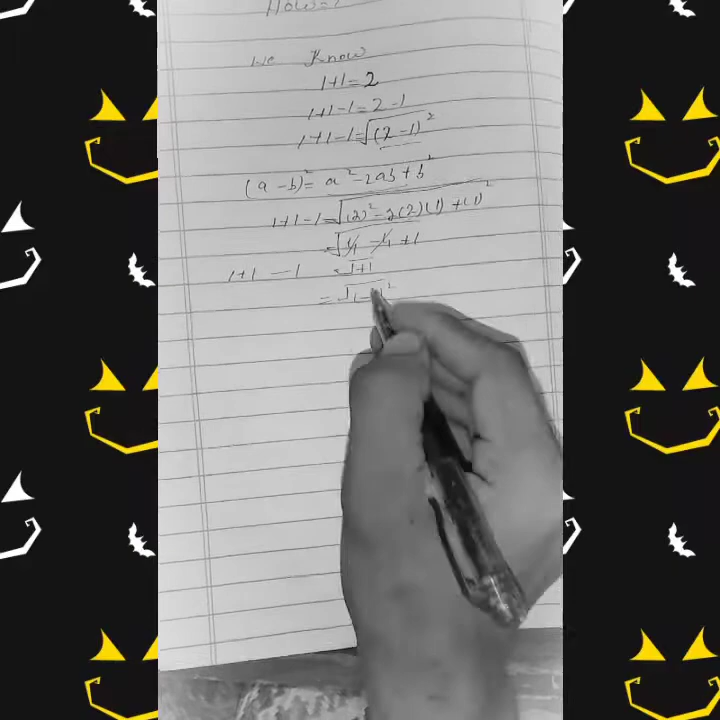 How=?
We Know
1+1=2
1+1-1=2-1
1+1-1=√(2-1)²
(a-b)²=a²-2ab+b²
1+1-1=√(2)²-2(2)(1)+(1)²
=√4-4+1
1+1-1 =√1+1